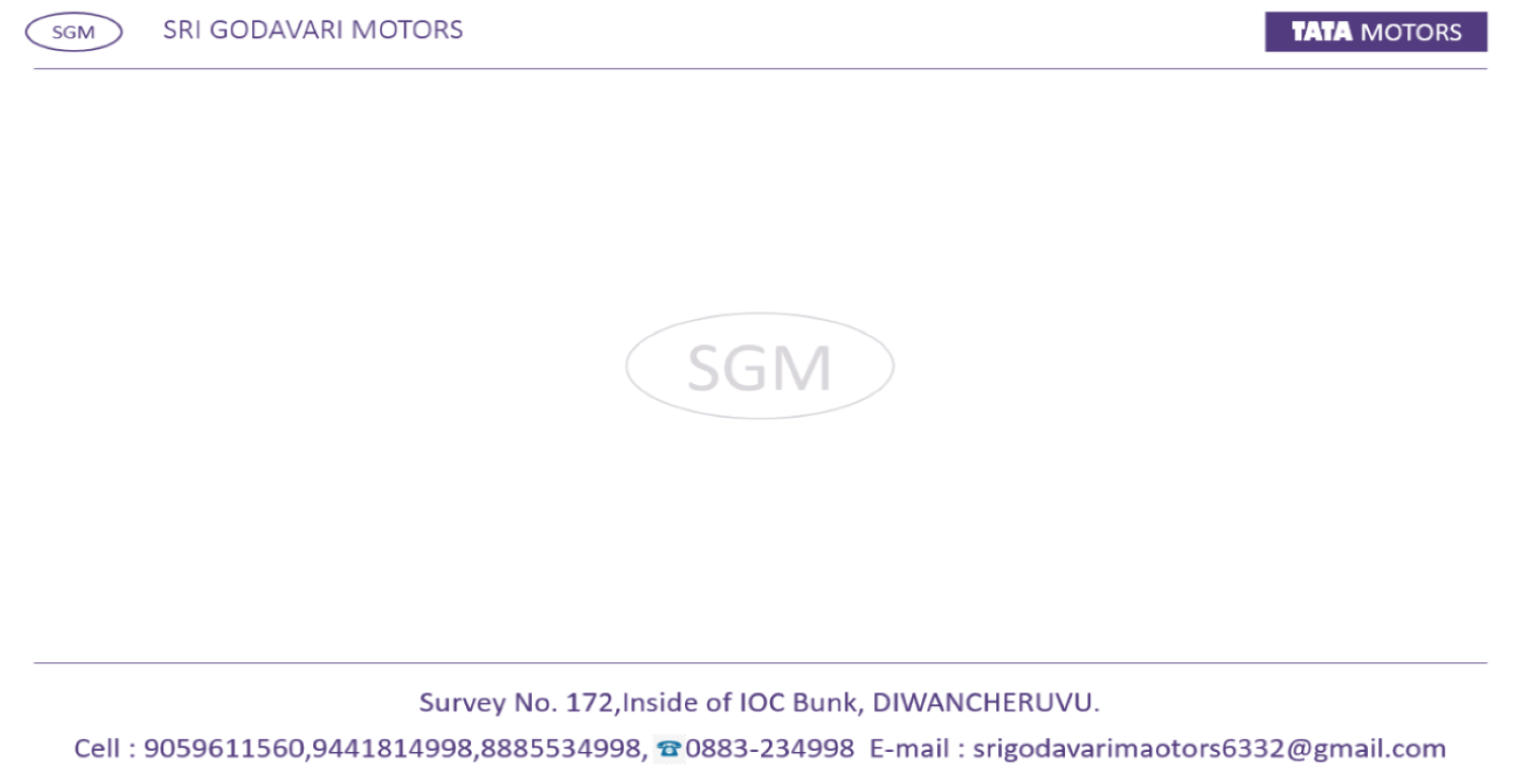 SGM SRI GODAVARI MOTORS TATA MOTORS
SGM
Survey No. 172,Inside of IOC Bunk, DIWANCHERUVU.
Cell : 9059611560,9441814998,8885534998, ☎0883-234998 E-mail : srigodavarimaotors6332@gmail.com